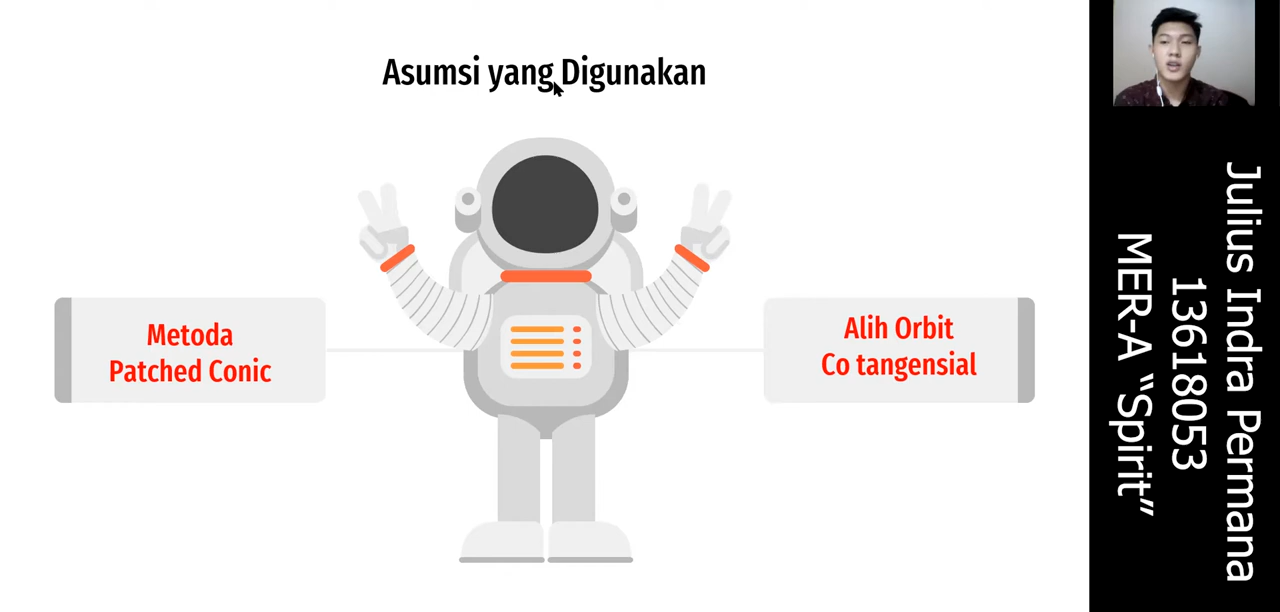 Asumsi yang Digunakan
Metoda
Patched Conic
Alih Orbit
Co tangensial
Julius Indra Permana
13618053
MER-A “Spirit”